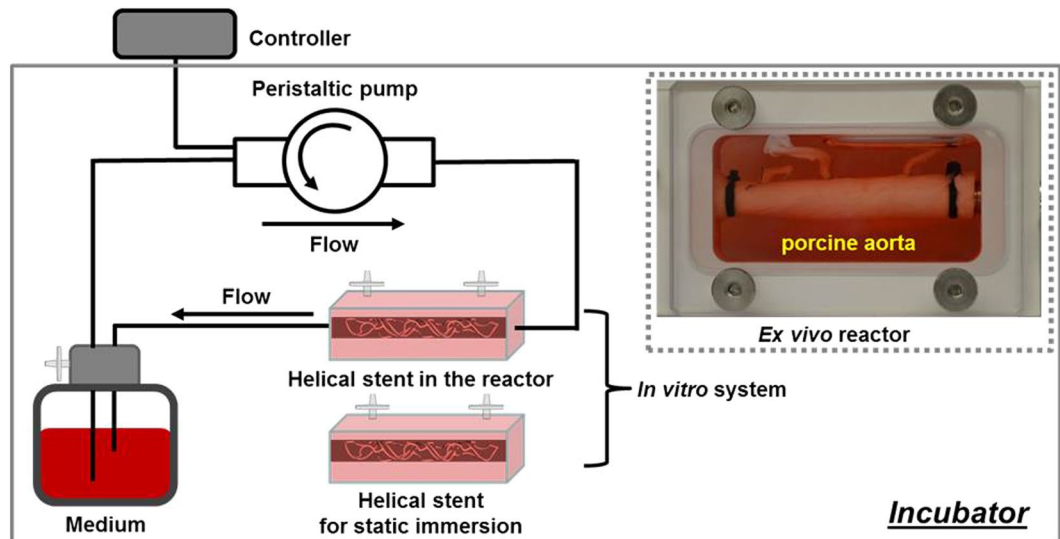 Controller
Peristaltic pump
Flow
porcine aorta
Ex vivo reactor
Flow
Helical stent in the reactor
In vitro system
Helical stent
for static immersion
Medium
Incubator